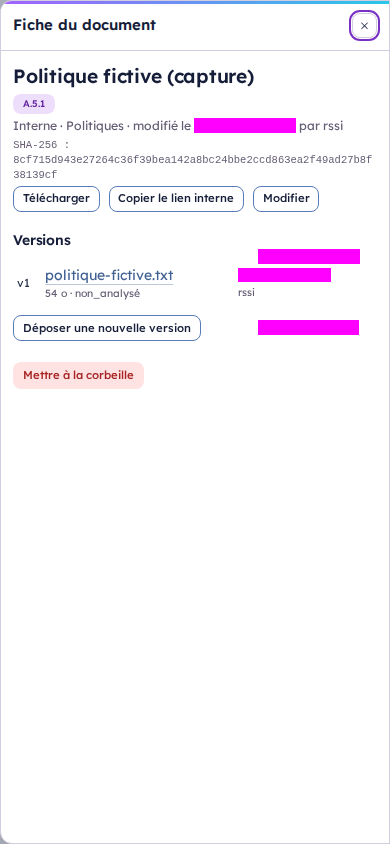 Fiche du document
×
Politique fictive (capture)
A.5.1
Interne · Politiques · modifié le par rssi
SHA-256 :
8cf715d943e27264c36f39bea142a8bc24bbe2ccd863ea2f49ad27b8f
38139cf
Télécharger Copier le lien interne Modifier
Versions
v1 politique-fictive.txt
54 o · non_analysé rssi
Déposer une nouvelle version
Mettre à la corbeille